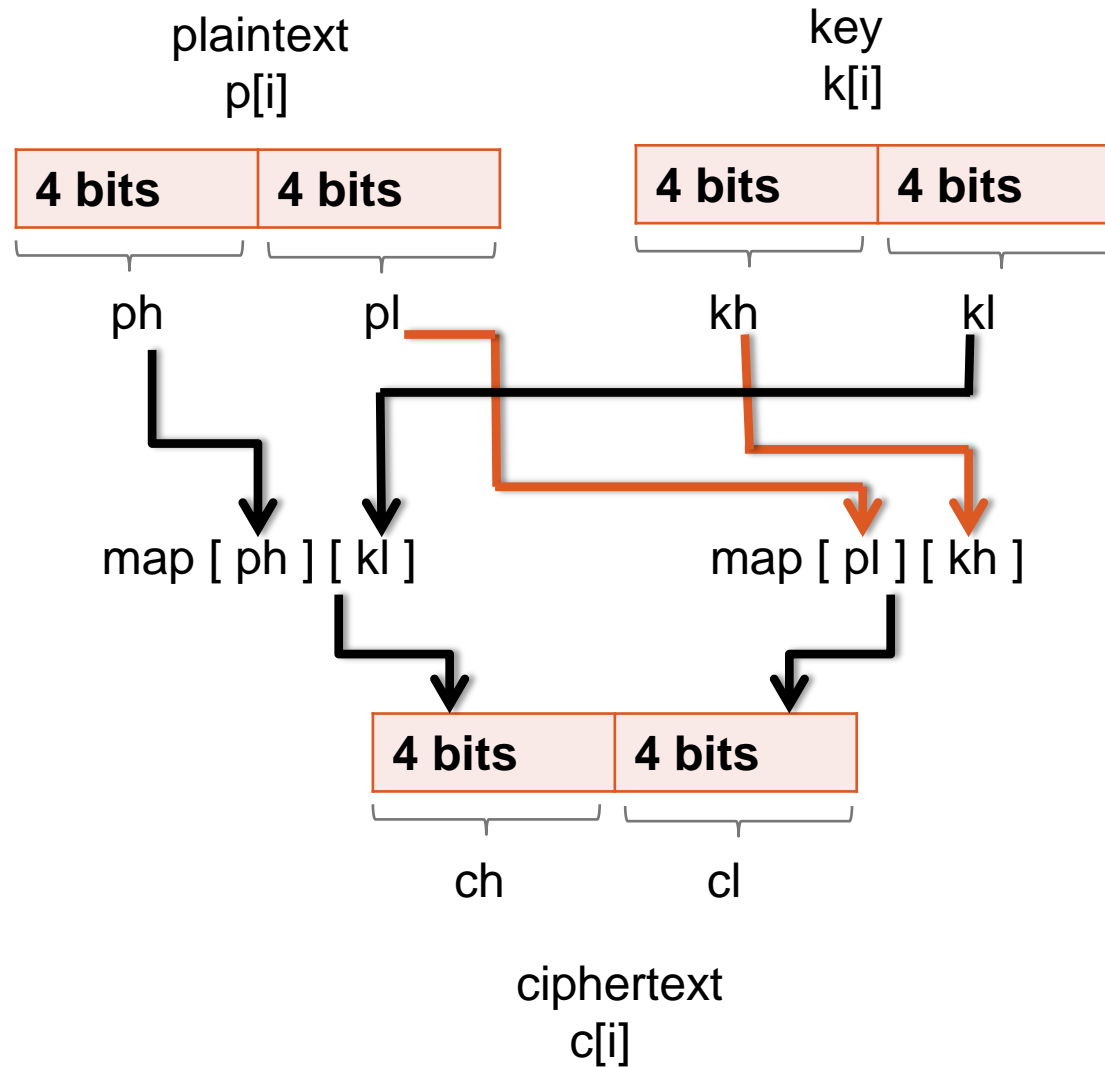 plaintext
p[i]
key
k[i]
4 bits 4 bits
4 bits 4 bits
ph pl kh kl
map [ ph ] [ kl ]
map [ pl ] [ kh ]
4 bits 4 bits
ch cl
ciphertext
c[i]